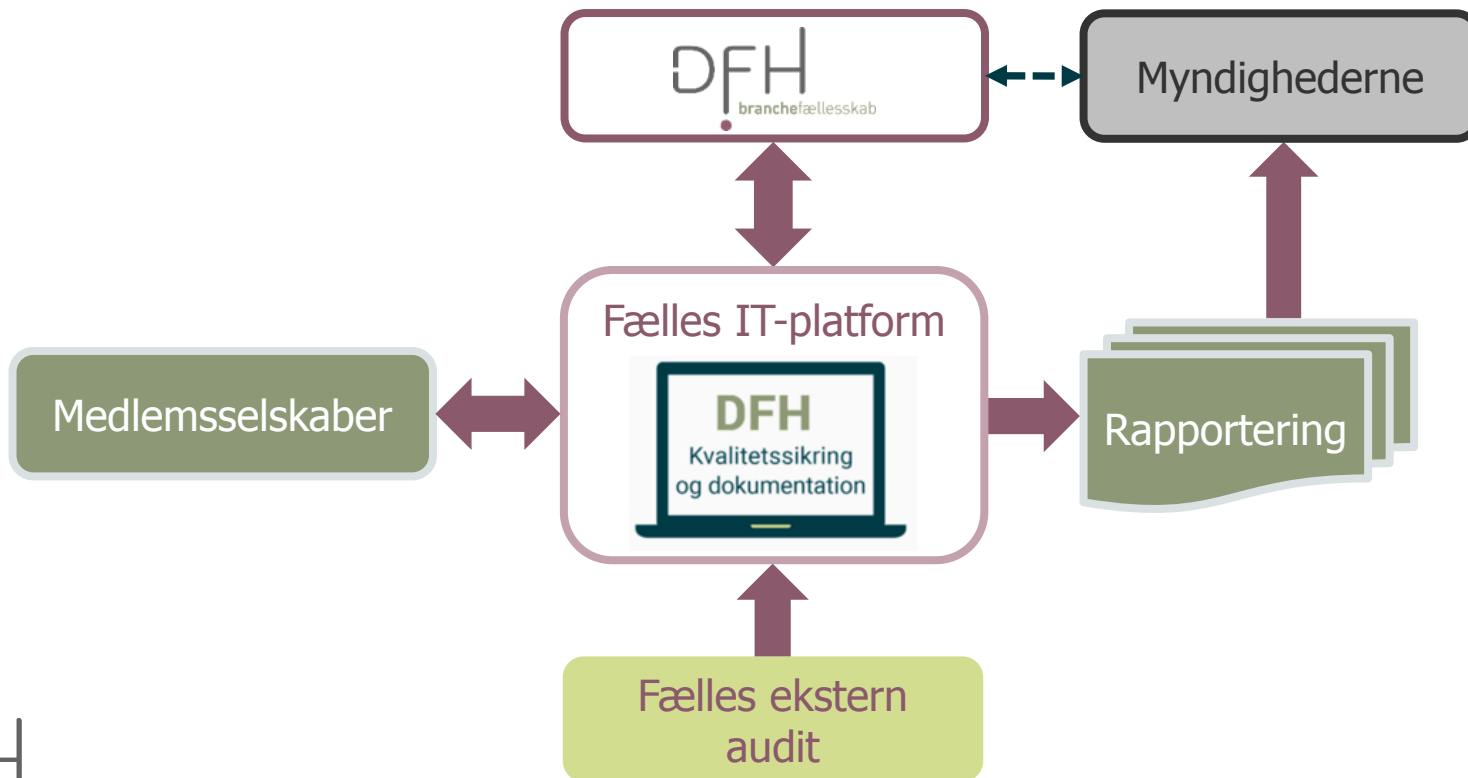 DFH
branchefællesskab
Myndighederne
Fælles IT-platform
DFH
Kvalitetssikring
og dokumentation
Medlemsselskaber
Rapportering
Fælles ekstern
audit